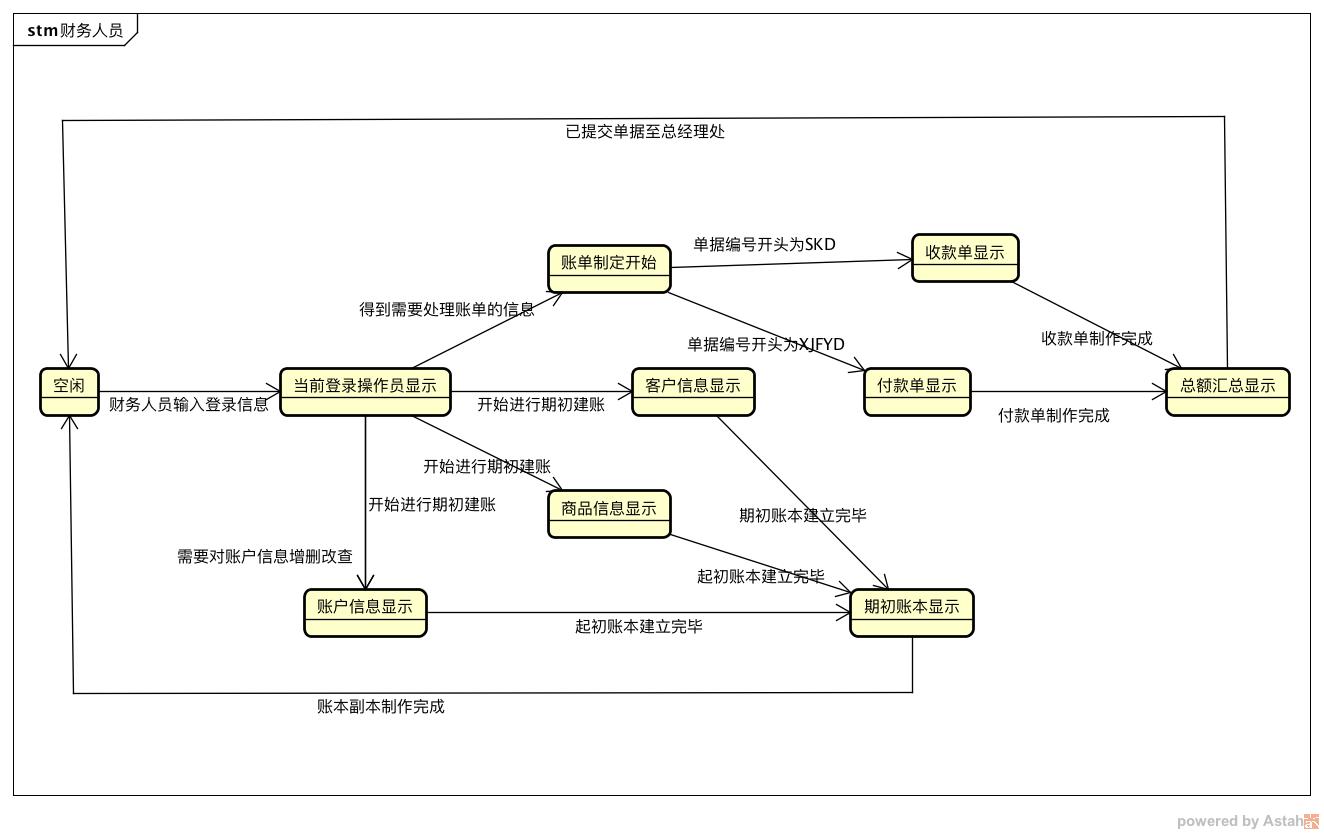 stm 财务人员
已提交单据至总经理处
单据编号开头为SKD
收款单显示
账单制定开始
得到需要处理账单的信息
单据编号开头为XJFYD
收款单制作完成
空闲
财务人员输入登录信息
当前登录操作员显示
开始进行期初建账
客户信息显示
付款单显示
付款单制作完成
总额汇总显示
开始进行期初建账
开始进行期初建账
商品信息显示
期初账本建立完毕
需要对账户信息增删改查
起初账本建立完毕
账户信息显示
起初账本建立完毕
期初账本显示
账本副本制作完成
powered by Astah